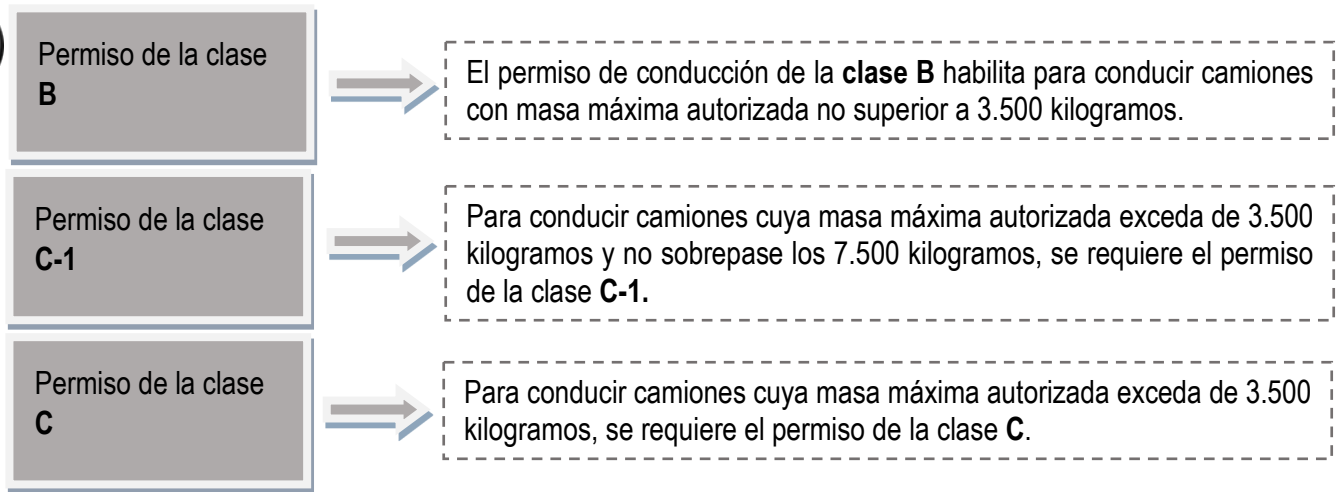 Permiso de la clase
B
El permiso de conducción de la clase B habilita para conducir camiones
con masa máxima autorizada no superior a 3.500 kilogramos.
Permiso de la clase
C-1
Para conducir camiones cuya masa máxima autorizada exceda de 3.500
kilogramos y no sobrepase los 7.500 kilogramos, se requiere el permiso
de la clase C-1.
Permiso de la clase
C
Para conducir camiones cuya masa máxima autorizada exceda de 3.500
kilogramos, se requiere el permiso de la clase C.